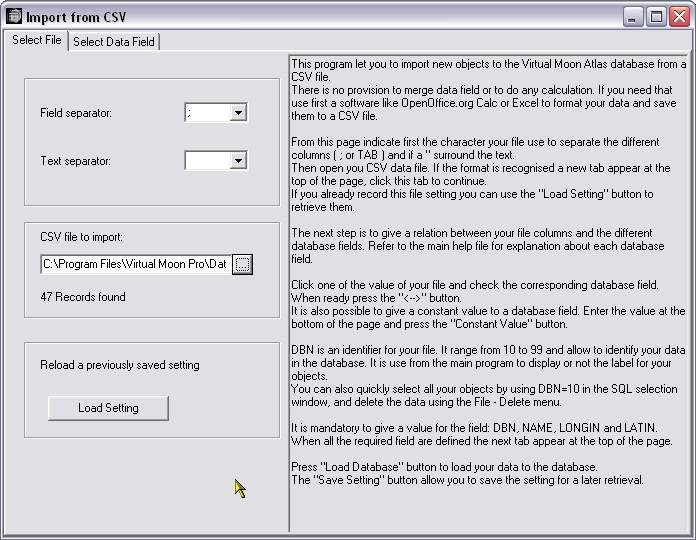 Import from CSV
Select File
Select Data Field
Field separator:
;
Text separator:
CSV file to import:
C:\Program Files\Virtual Moon Pro\Dat
...
47 Records found
Reload a previously saved setting
Load Setting
This program let you to import new objects to the Virtual Moon Atlas database from a
CSV file.
There is no provision to merge data field or to do any calculation. If you need that
use first a software like OpenOffice.org Calc or Excel to format your data and save
them to a CSV file.
From this page indicate first the character your file use to separate the different
columns ( ; or TAB ) and if a " surround the text.
Then open you CSV data file. If the format is recognised a new tab appear at the
top of the page, click this tab to continue.
If you already record this file setting you can use the "Load Setting" button to
retrieve them.
The next step is to give a relation between your file columns and the different
database fields. Refer to the main help file for explanation about each database
field.
Click one of the value of your file and check the corresponding database field.
When ready press the "<-->" button.
It is also possible to give a constant value to a database field. Enter the value at the
bottom of the page and press the "Constant Value" button.
DBN is an identifier for your file. It range from 10 to 99 and allow to identify your data
in the database. It is use from the main program to display or not the label for your
objects.
You can also quickly select all your objects by using DBN=10 in the SQL selection
window, and delete the data using the File - Delete menu.
It is mandatory to give a value for the field: DBN, NAME, LONGIN and LATIN.
When all the required field are defined the next tab appear at the top of the page.
Press "Load Database" button to load your data to the database.
The "Save Setting" button allow you to save the setting for a later retrieval.